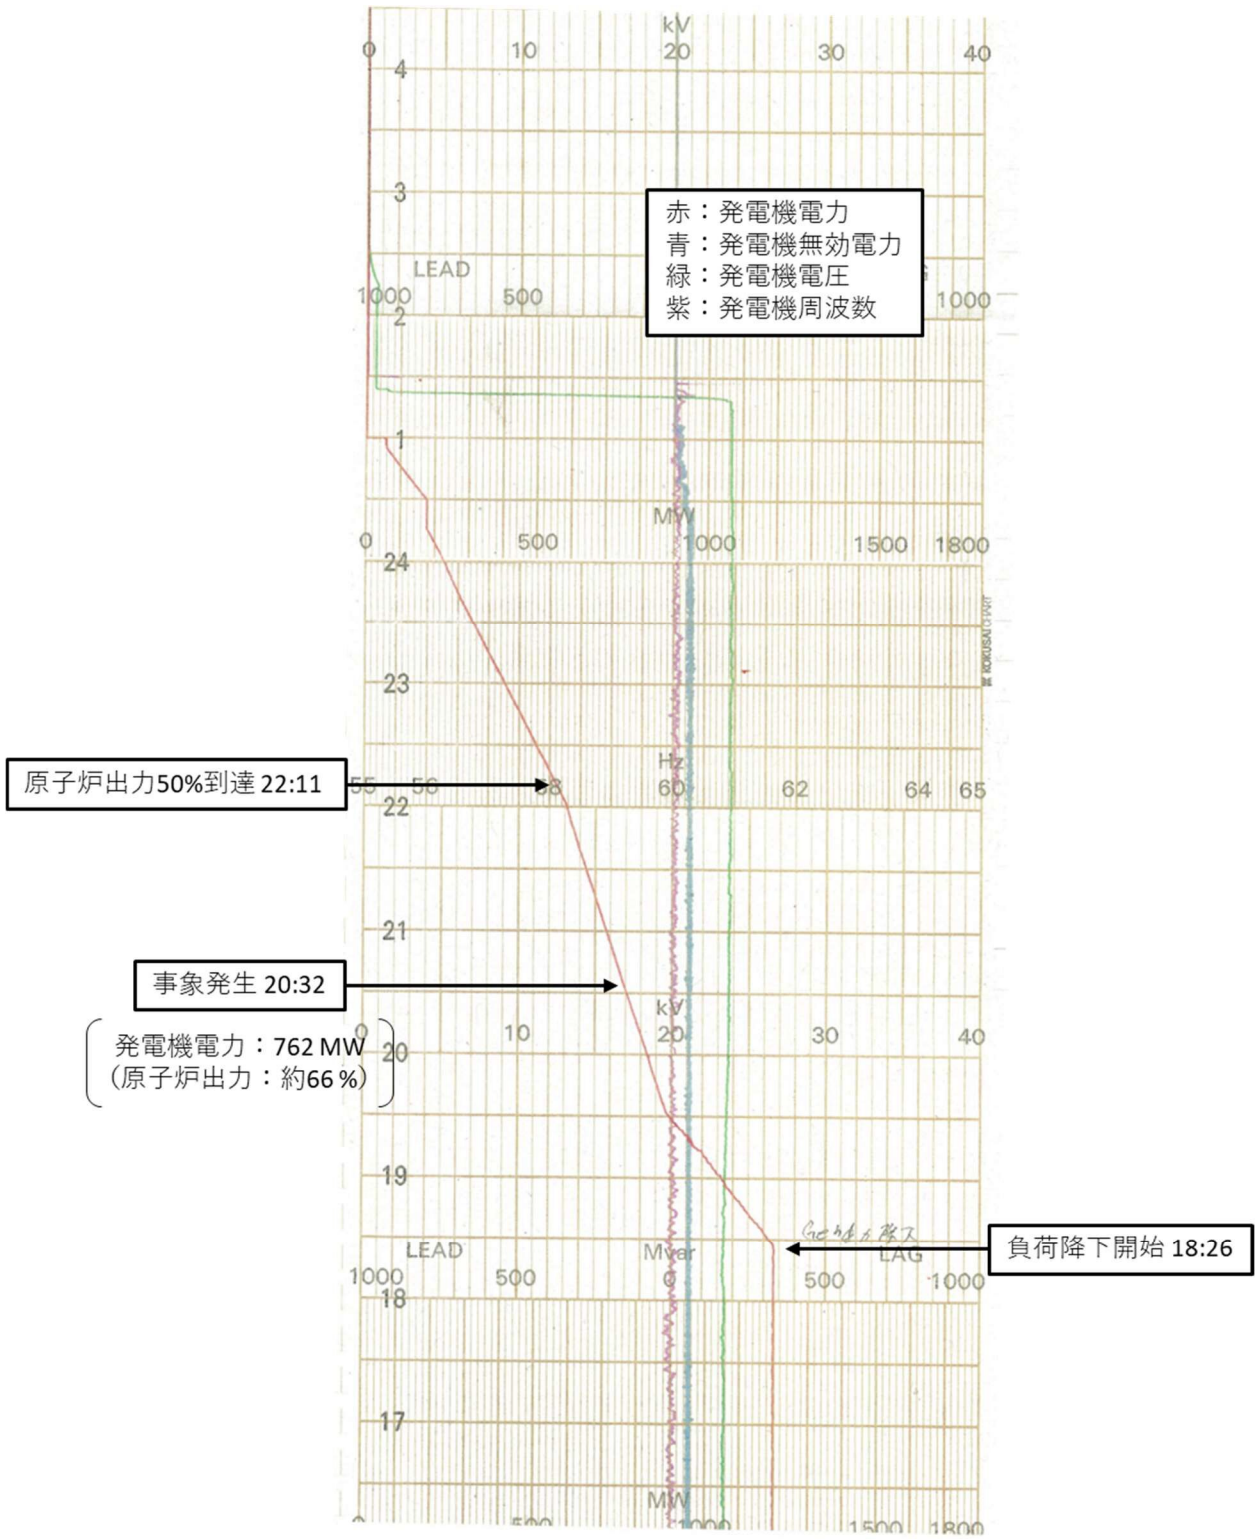 kV
0 10 20 30 40
4
3
赤：発電機電力
青：発電機無効電力
緑：発電機電圧
紫：発電機周波数
LEAD
1000 500 1000
2
1
MW
0 500 1000 1500 1800
24
KOKUSAI CHART
23
Hz
原子炉出力50%到達 22:11
55 56 58 60 62 64 65
22
21
事象発生 20:32
kV
0 10 20 30 40
発電機電力：762 MW
（原子炉出力：約66 %）
20
19
LEAD Mvar LAG
負荷降下開始 18:26
1000 500 0 500 1000
18
17
MW
500 1000 1500 1800